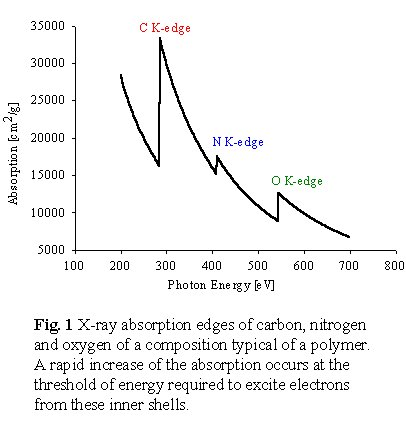 C K-edge
35000
30000
25000
20000
15000
10000
5000
N K-edge
O K-edge
Absorption [cm2/g]
100 200 300 400 500 600 700 800
Photon Energy [eV]
Fig. 1 X-ray absorption edges of carbon, nitrogen
and oxygen of a composition typical of a polymer.
A rapid increase of the absorption occurs at the
threshold of energy required to excite electrons
from these inner shells.